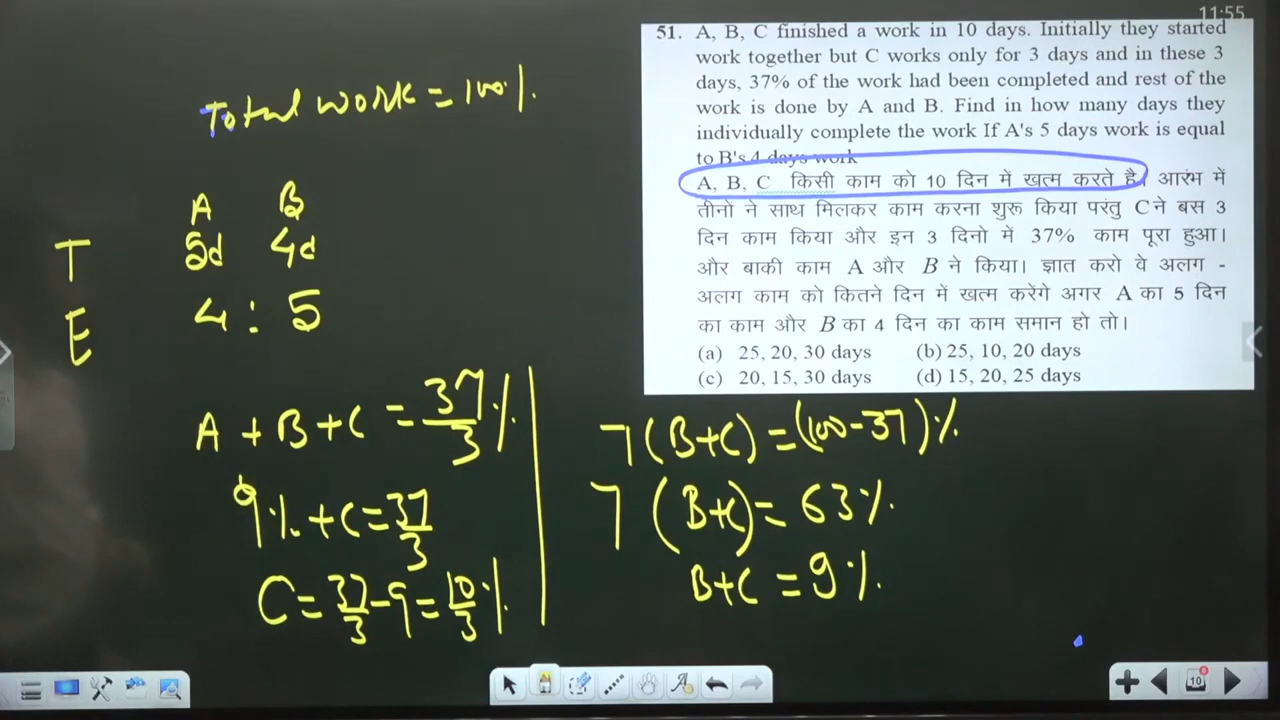 11:55
51. A, B, C finished a work in 10 days. Initially they started
work together but C works only for 3 days and in these 3
days, 37% of the work had been completed and rest of the
work is done by A and B. Find in how many days they
individually complete the work If A's 5 days work is equal
to B's 4 days work
A, B, C किसी काम को 10 दिन में खत्म करते है। आरंभ में
तीनो ने साथ मिलकर काम करना शुरू किया परंतु C ने बस 3
दिन काम किया और इन 3 दिनो में 37% काम पूरा हुआ।
और बाकी काम A और B ने किया। ज्ञात करो वे अलग -
अलग काम को कितने दिन में खत्म करेंगे अगर A का 5 दिन
का काम और B का 4 दिन का काम समान हो तो।
(a) 25, 20, 30 days (b) 25, 10, 20 days
(c) 20, 15, 30 days (d) 15, 20, 25 days
Total work = 100%
A B
T 5d 4d
E 4 : 5
A + B + C = 37/3 %
9% + C = 37/3
C = 37/3 - 9 = 10/3 %
7 (B+C) = (100-37) %
7 (B+C) = 63%
B+C = 9%
10